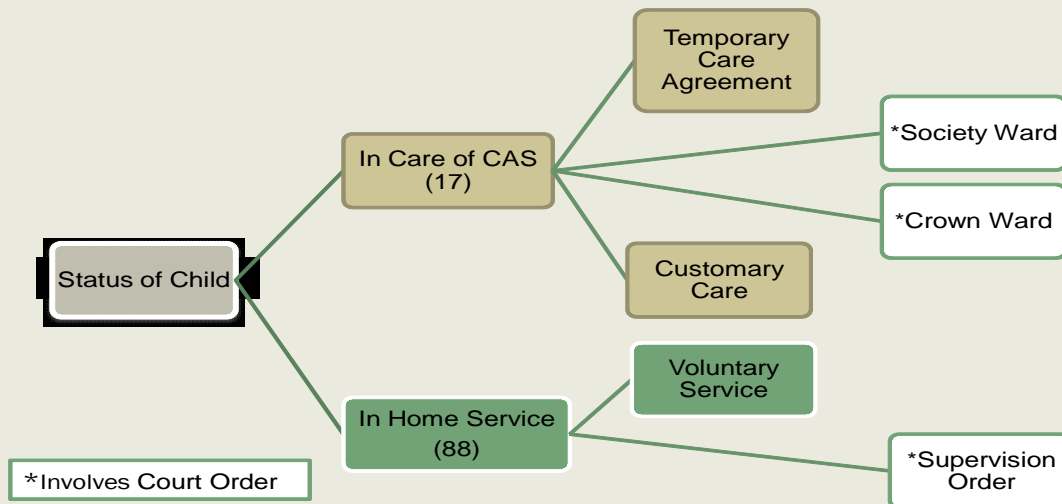 Temporary
Care
Agreement
*Society Ward
In Care of CAS
(17)
*Crown Ward
Status of Child
Customary
Care
Voluntary
Service
In Home Service
(88)
*Supervision
Order
*Involves Court Order